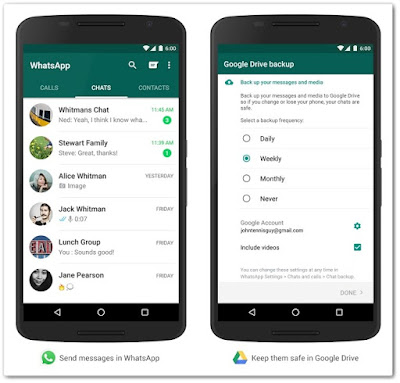 6:00
WhatsApp
CALLS CHATS CONTACTS
Whitmans Chat 11:45 AM
Ned: Yeah, I think I know wha...
Stewart Family 11:39 AM
Steve: Great, thanks! 1
Alice Whitman YESTERDAY
Image
Jack Whitman FRIDAY
0:07
Lunch Group FRIDAY
You : Sounds good!
Jane Pearson FRIDAY
Send messages in WhatsApp
6:00
Google Drive backup
Back up your messages and media
Back up your messages and media to Google Drive
so if you change or lose your phone, your chats are
safe.
Select a backup frequency:
Daily
Weekly
Monthly
Never
Google Account
johntennisguy@gmail.com
Include videos
You can change these settings at any time in
WhatsApp Settings > Chats and calls > Chat backup.
DONE
Keep them safe in Google Drive